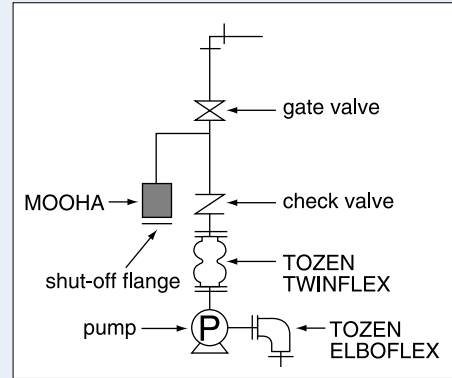 gate valve
MOOHA
check valve
shut-off flange
TOZEN
TWINFLEX
pump
P
TOZEN
ELBOFLEX